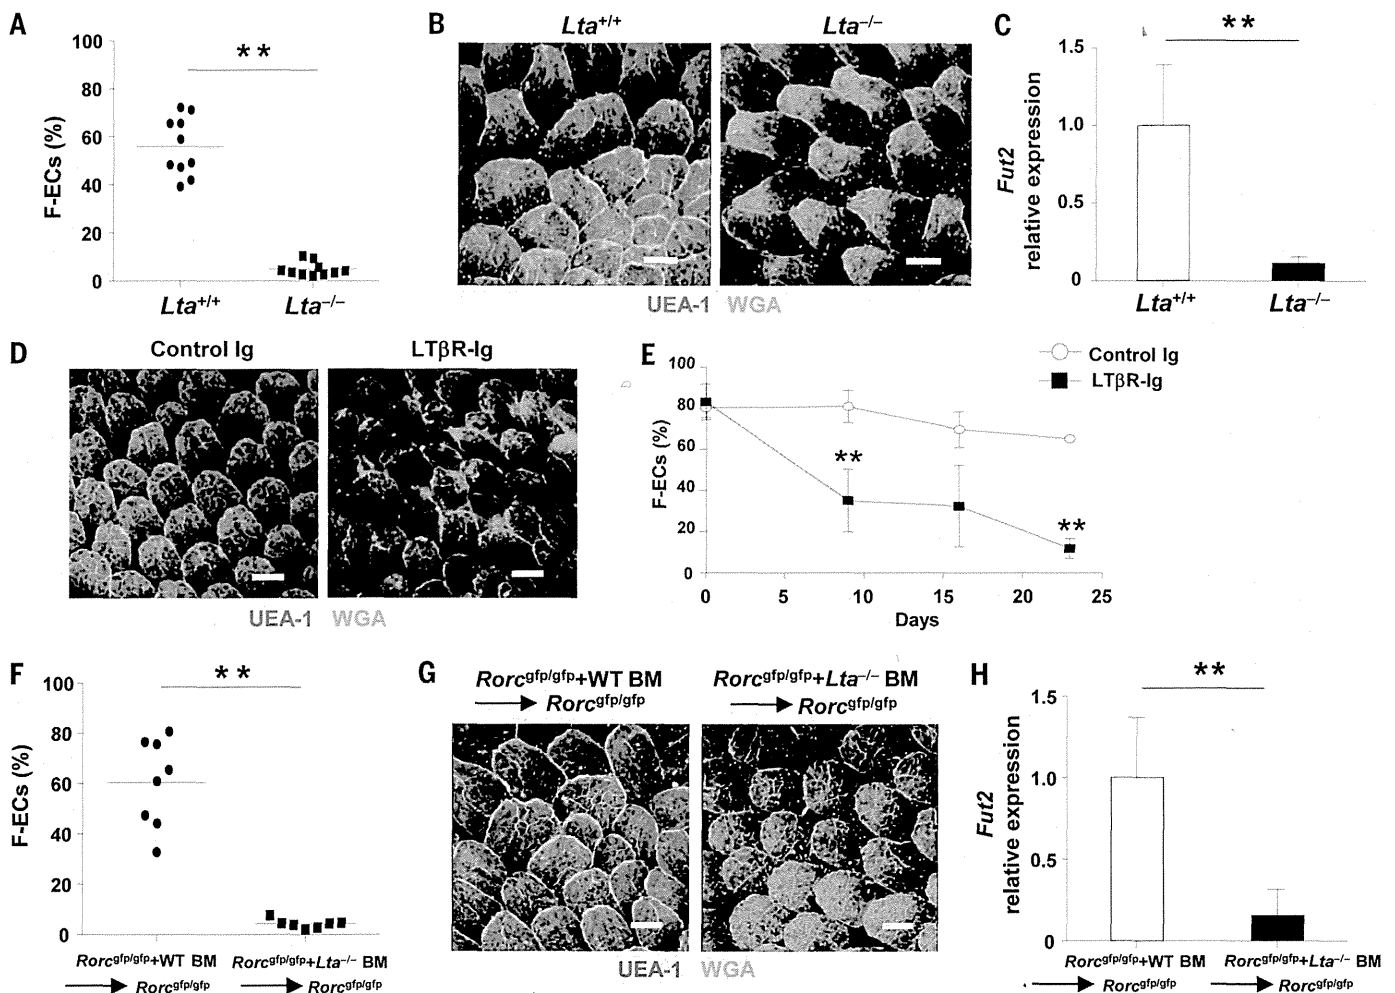 A
100
80
60
40
20
0
F-ECs (%)
**
Lta+/+
Lta–/–
B
Lta+/+
Lta–/–
UEA-1 WGA
C
**
1.5
1.0
0.5
0
Fut2
relative expression
Lta+/+
Lta–/–
D
Control Ig
LTβR-Ig
UEA-1 WGA
E
100
80
60
40
20
0
F-ECs (%)
**
**
0
5
10
15
20
25
Days
Control Ig
LTβR-Ig
F
**
100
80
60
40
20
0
F-ECs (%)
Rorcgfp/gfp+WT BM
→ Rorcgfp/gfp
Rorcgfp/gfp+Lta–/– BM
→ Rorcgfp/gfp
G
Rorcgfp/gfp+WT BM
→ Rorcgfp/gfp
Rorcgfp/gfp+Lta–/– BM
→ Rorcgfp/gfp
UEA-1 WGA
H
**
1.5
1.0
0.5
0
Fut2
relative expression
Rorcgfp/gfp+WT BM
→ Rorcgfp/gfp
Rorcgfp/gfp+Lta–/– BM
→ Rorcgfp/gfp